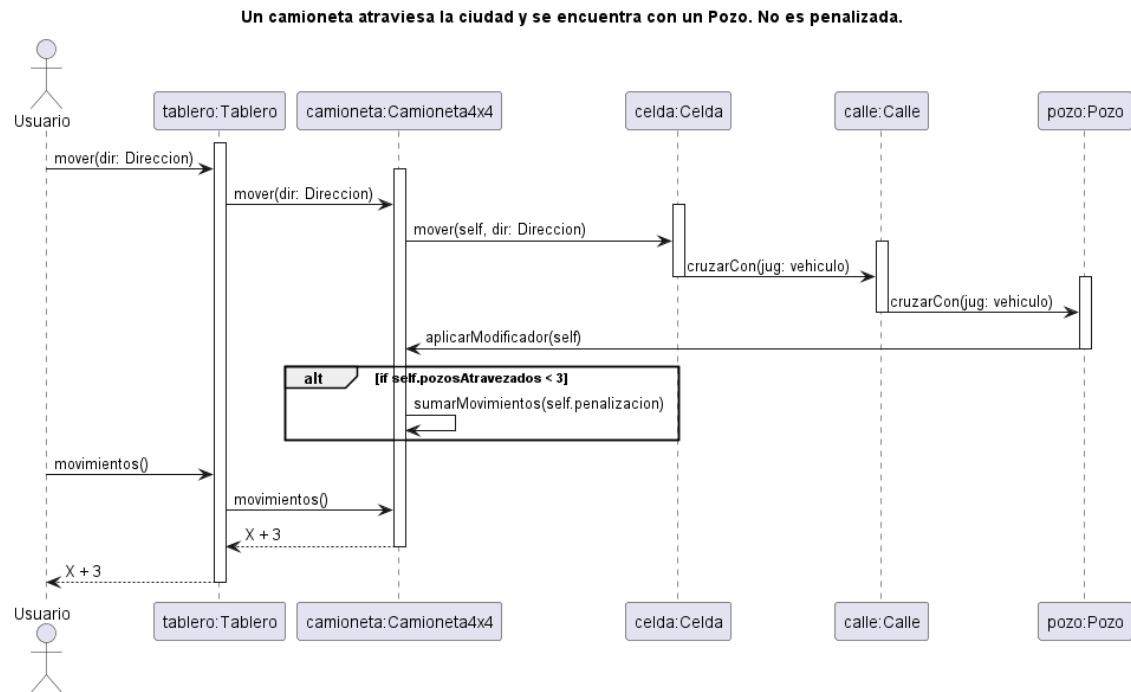 Un camioneta atraviesa la ciudad y se encuentra con un Pozo. No es penalizada.
Usuario
tablero:Tablero
camioneta:Camioneta4x4
celda:Celda
calle:Calle
pozo:Pozo
mover(dir: Direccion)
mover(dir: Direccion)
mover(self, dir: Direccion)
cruzarCon(jug: vehiculo)
cruzarCon(jug: vehiculo)
aplicarModificador(self)
alt [if self.pozosAtravezados < 3]
sumarMovimientos(self.penalizacion)
movimientos()
movimientos()
X + 3
X + 3
Usuario
tablero:Tablero
camioneta:Camioneta4x4
celda:Celda
calle:Calle
pozo:Pozo